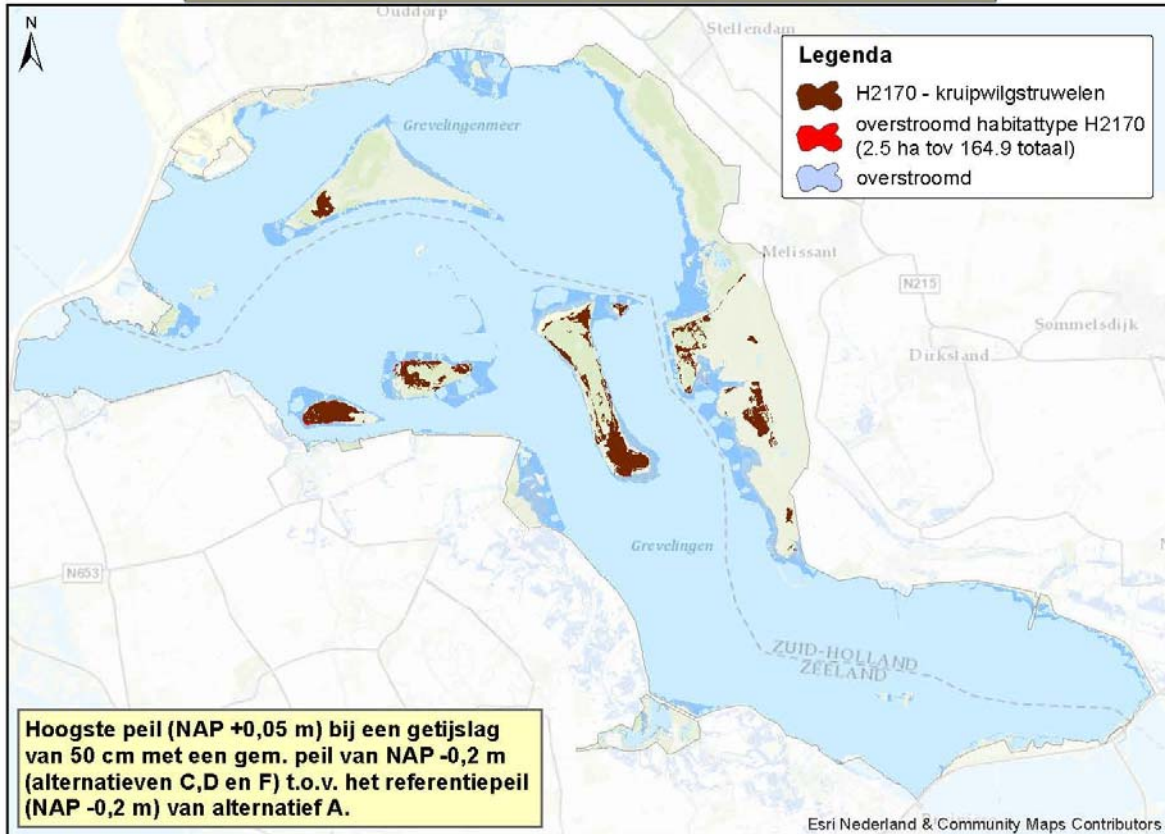 N
Ouddorp
Stellendam
Legenda
H2170 - kruipwilgstruwelen
overstroomd habitattype H2170
(2.5 ha tov 164.9 totaal)
overstroomd
Grevelingenmeer
Melissant
N215
Sommelsdijk
Dirksland
Grevelingen
N653
ZUID-HOLLAND
ZEELAND
Hoogste peil (NAP +0,05 m) bij een getijslag
van 50 cm met een gem. peil van NAP -0,2 m
(alternatieven C,D en F) t.o.v. het referentiepeil
(NAP -0,2 m) van alternatief A.
Esri Nederland & Community Maps Contributors